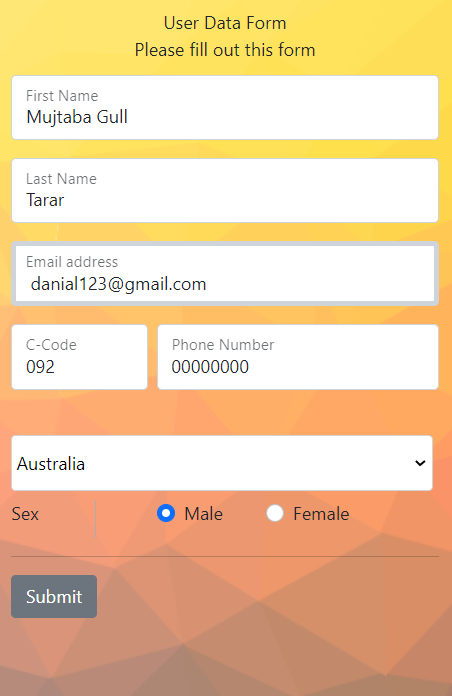 User Data Form
Please fill out this form
First Name
Mujtaba Gull
Last Name
Tarar
Email address
danial123@gmail.com
C-Code Phone Number
092 00000000
Australia
Sex Male Female
Submit